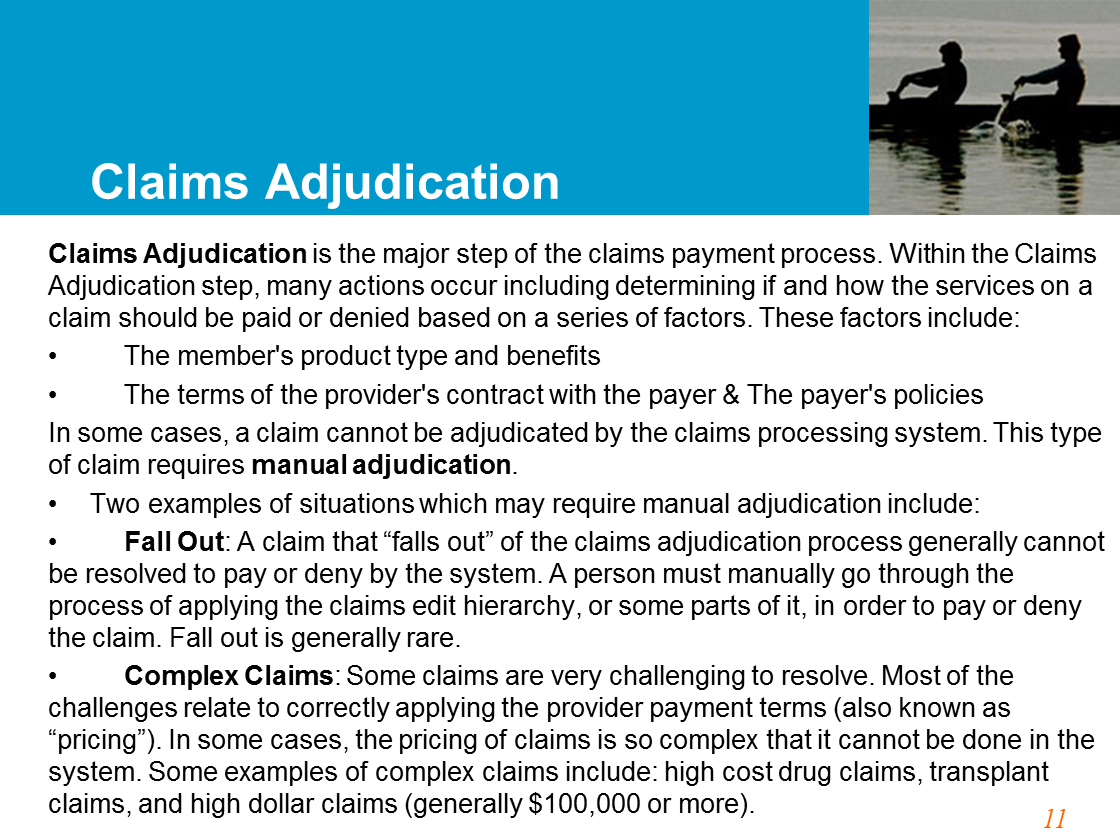 Claims Adjudication
Claims Adjudication is the major step of the claims payment process. Within the Claims
Adjudication step, many actions occur including determining if and how the services on a
claim should be paid or denied based on a series of factors. These factors include:
• The member's product type and benefits
• The terms of the provider's contract with the payer & The payer's policies
In some cases, a claim cannot be adjudicated by the claims processing system. This type
of claim requires manual adjudication.
• Two examples of situations which may require manual adjudication include:
• Fall Out: A claim that “falls out” of the claims adjudication process generally cannot
be resolved to pay or deny by the system. A person must manually go through the
process of applying the claims edit hierarchy, or some parts of it, in order to pay or deny
the claim. Fall out is generally rare.
• Complex Claims: Some claims are very challenging to resolve. Most of the
challenges relate to correctly applying the provider payment terms (also known as
“pricing”). In some cases, the pricing of claims is so complex that it cannot be done in the
system. Some examples of complex claims include: high cost drug claims, transplant
claims, and high dollar claims (generally $100,000 or more).
11